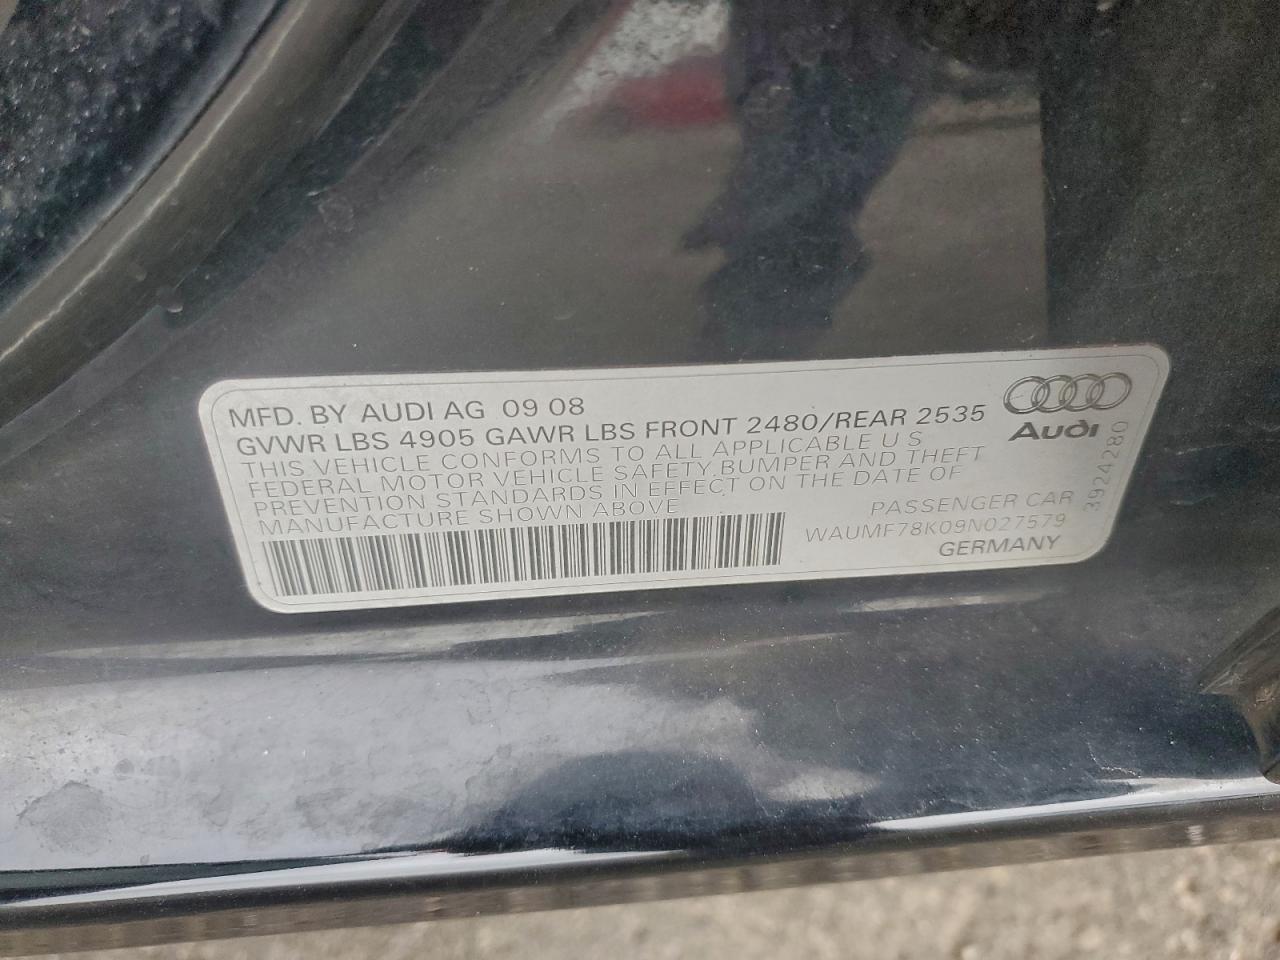 MFD. BY AUDI AG 09 08
GVWR LBS 4905 GAWR LBS FRONT 2480/REAR 2535
THIS VEHICLE CONFORMS TO ALL APPLICABLE U S
FEDERAL MOTOR VEHICLE SAFETY,BUMPER AND THEFT
PREVENTION STANDARDS IN EFFECT ON THE DATE OF
MANUFACTURE SHOWN ABOVE
Audi
3924280
PASSENGER CAR
WAUMF78K09N027579
GERMANY